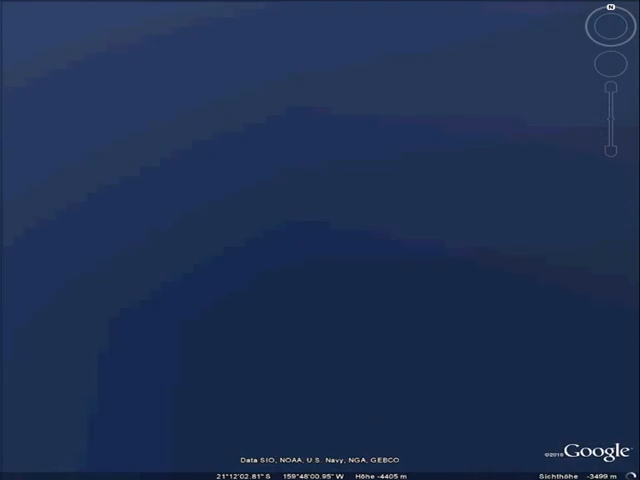 N
©2010 Google
Data SIO, NOAA, U.S. Navy, NGA, GEBCO
21°12'02.81" S 159°48'00.95" W Höhe -4405 m Sichthöhe -3499 m